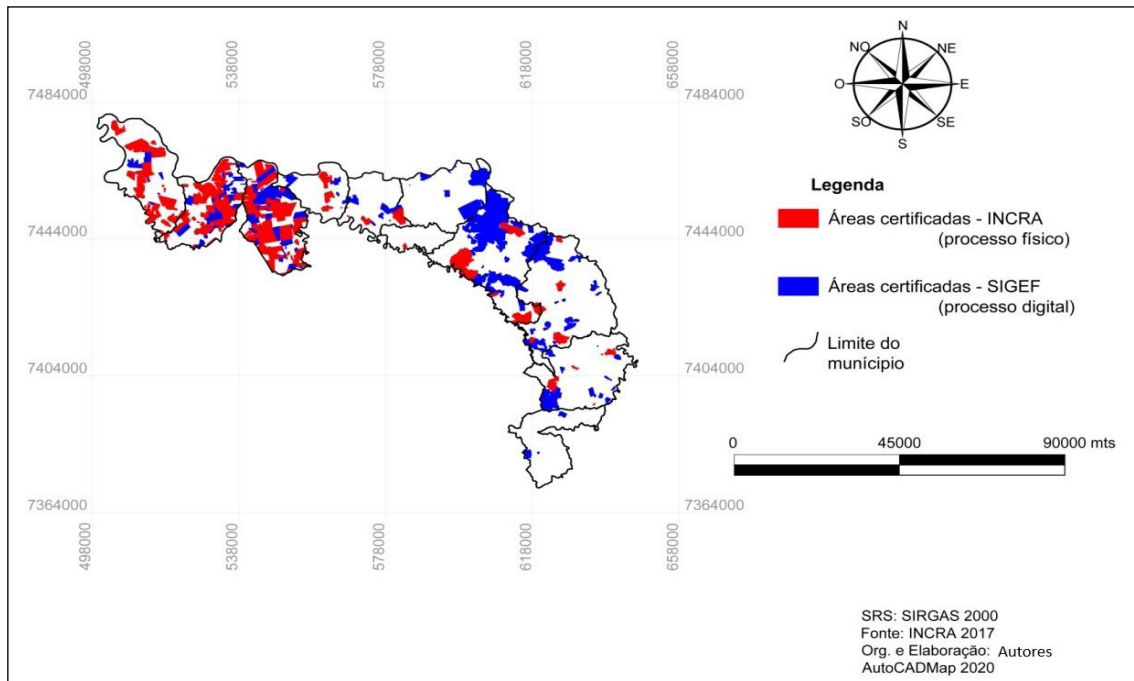 498000
538000
578000
618000
658000
7484000
7484000
7444000
7444000
7404000
7404000
7364000
7364000
498000
538000
578000
618000
658000
N
NO
NE
O
E
SO
SE
S
Legenda
Áreas certificadas - INCRA
(processo físico)
Áreas certificadas - SIGEF
(processo digital)
Limite do
munícipio
0
45000
90000 mts
SRS: SIRGAS 2000
Fonte: INCRA 2017
Org. e Elaboração: Autores
AutoCADMap 2020